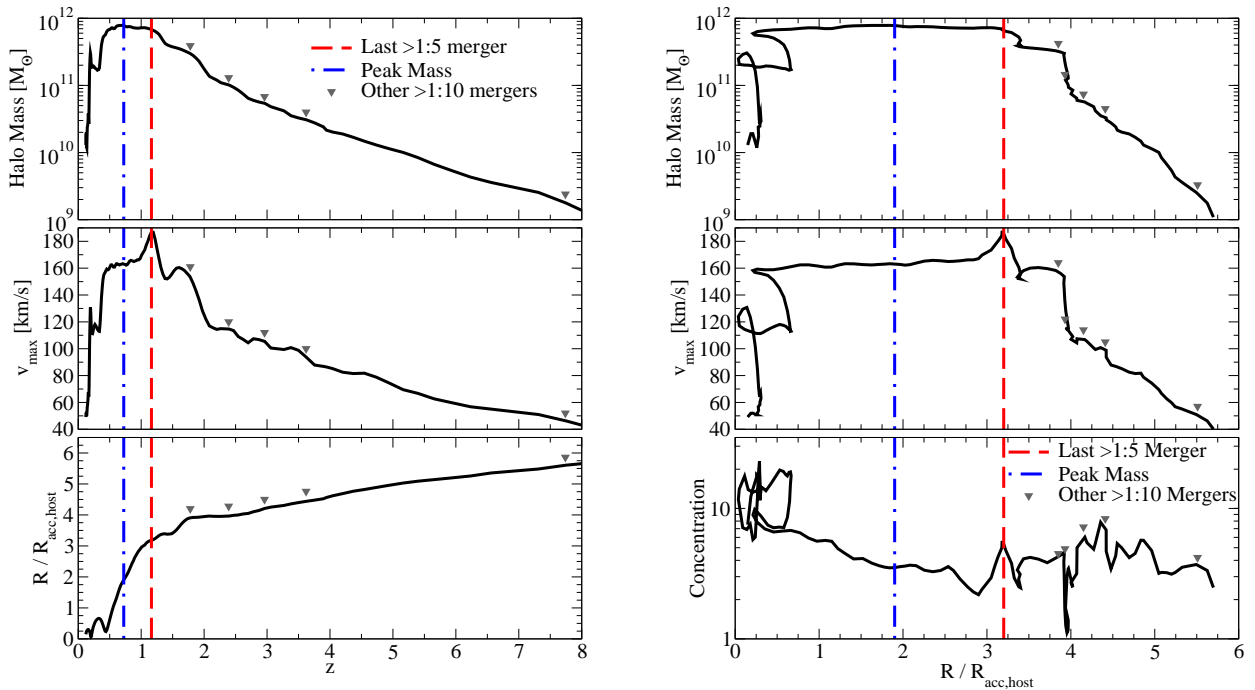 10^12
10^11
10^10
10^9
Halo Mass [M_Θ]
Last >1:5 merger
Peak Mass
Other >1:10 mergers
10
180
160
140
120
100
80
60
40
v_max [km/s]
6
5
4
3
2
1
0
R / R_acc,host
0 1 2 3 4 5 6 7 8
z
10^12
10^11
10^10
10^9
Halo Mass [M_Θ]
180
160
140
120
100
80
60
40
v_max [km/s]
10
1
Concentration
Last >1:5 Merger
Peak Mass
Other >1:10 Mergers
0 1 2 3 4 5 6
R / R_acc,host